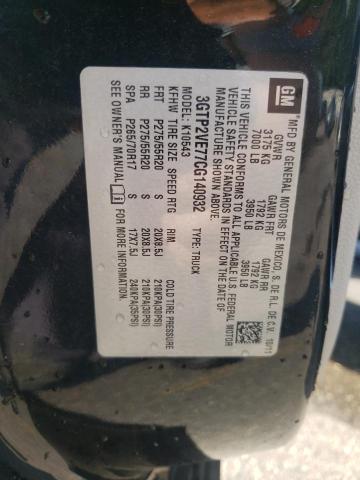 GM
MFD BY GENERAL MOTORS DE MEXICO, S. DE R.L. DE C.V. 10/11
GVWR GAWR FRT GAWR RR
3175 KG 1792 KG 1792 KG
7000 LB 3950 LB 3950 LB
THIS VEHICLE CONFORMS TO ALL APPLICABLE U.S. FEDERAL MOTOR
VEHICLE SAFETY STANDARDS IN EFFECT ON THE DATE OF
MANUFACTURE SHOWN ABOVE.
3GTP2VE77CG140932 TYPE: TRUCK
MODEL: K10543
KFHW TIRE SIZE SPEED RTG RIM COLD TIRE PRESSURE
FRT P275/55R20 S 20X8.5J 210KPA(30PSI)
RR P275/55R20 S 20X8.5J 210KPA(30PSI)
SPA P265/70R17 S 17X7.5J 240KPA(35PSI)
SEE OWNER'S MANUAL FOR MORE INFORMATION.